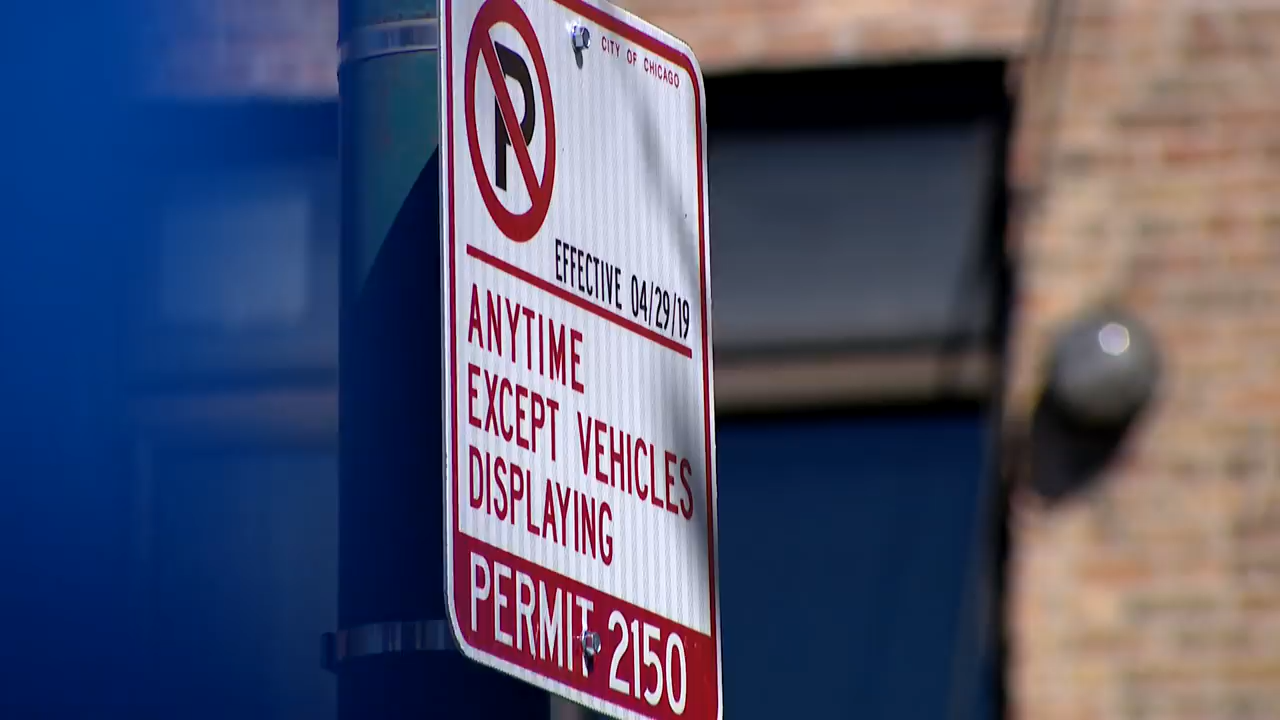 CITY OF CHICAGO
P
EFFECTIVE 04/29/19
ANYTIME
EXCEPT VEHICLES
DISPLAYING
PERMIT 2150